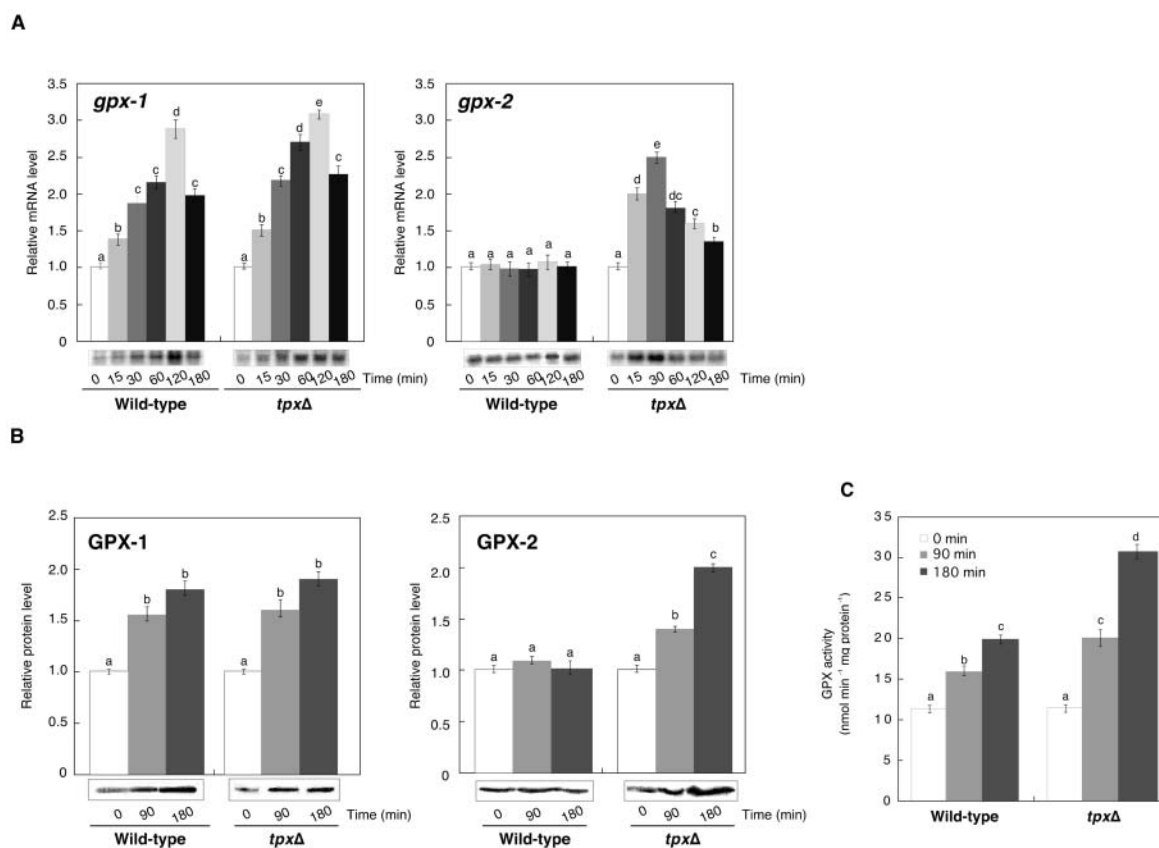 A
gpx-1
Relative mRNA level
3.5
3.0
2.5
2.0
1.5
1.0
0.5
0
a b c c d c
a b c d e c
0 15 30 60 120 180
0 15 30 60 120 180 Time (min)
Wild-type
tpxΔ
gpx-2
Relative mRNA level
3.5
3.0
2.5
2.0
1.5
1.0
0.5
0
a a a a a a
a d e dc c b
0 15 30 60 120 180
0 15 30 60 120 180 Time (min)
Wild-type
tpxΔ
B
GPX-1
Relative protein level
2.5
2.0
1.5
1.0
0.5
0
a b b
a b b
0 90 180
0 90 180 Time (min)
Wild-type
tpxΔ
GPX-2
Relative protein level
2.5
2.0
1.5
1.0
0.5
0
a a a
a b c
0 90 180
0 90 180 Time (min)
Wild-type
tpxΔ
C
GPX activity
(nmol min⁻¹ mg protein⁻¹)
35
30
25
20
15
10
5
0
0 min
90 min
180 min
a b c
a c d
Wild-type
tpxΔ